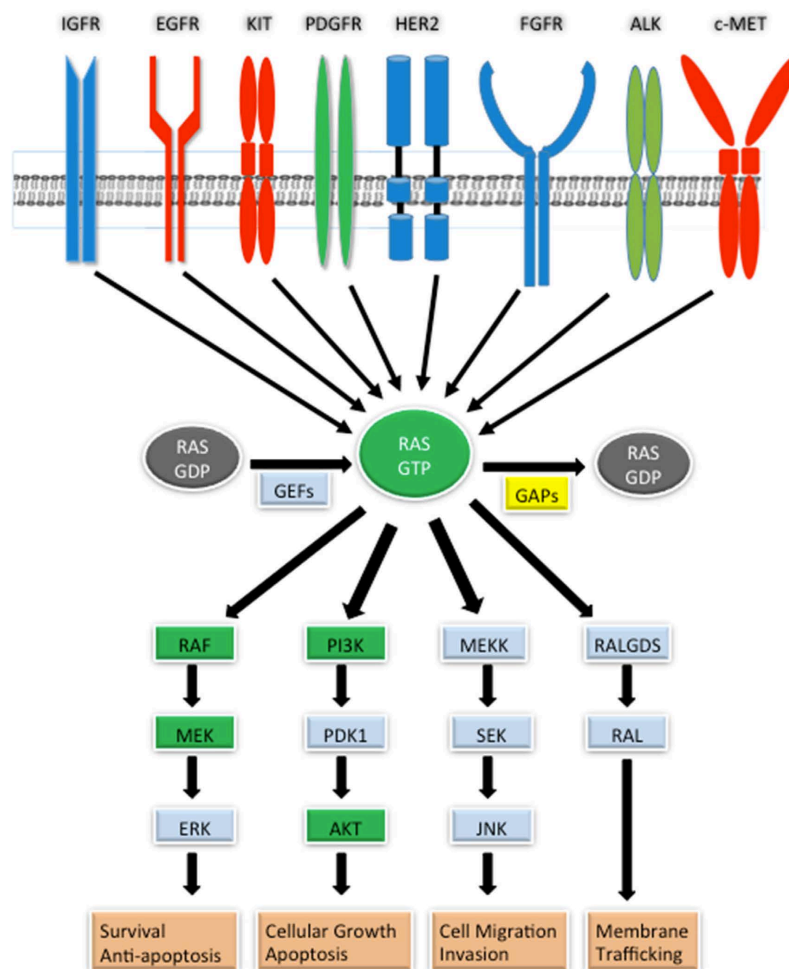 IGFR EGFR KIT PDGFR HER2 FGFR ALK c-MET
RAS
GDP
GEFs
RAS
GTP
GAPs
RAS
GDP
RAF PI3K MEKK RALGDS
MEK PDK1 SEK RAL
ERK AKT JNK
Survival
Anti-apoptosis
Cellular Growth
Apoptosis
Cell Migration
Invasion
Membrane
Trafficking